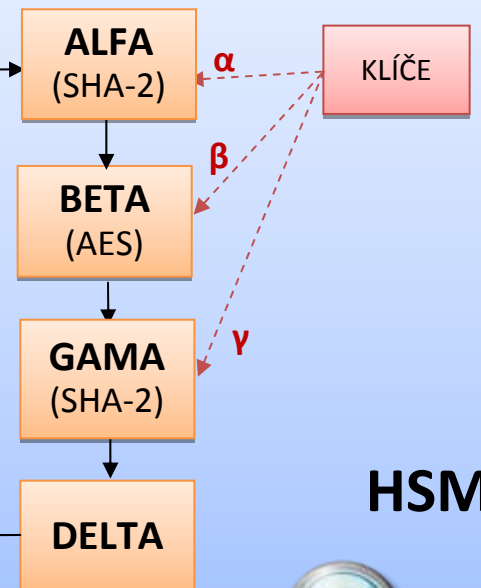 ALFA
(SHA-2)
α
KLÍČE
β
BETA
(AES)
γ
GAMA
(SHA-2)
HSM
DELTA